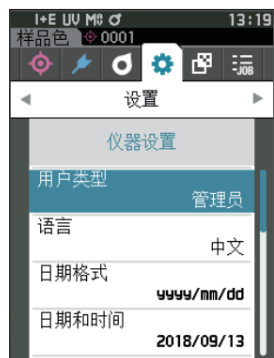 I+E UV M0 ♂ 13:19
样品色 0001
JOB
设置
仪器设置
用户类型
管理员
语言
中文
日期格式
yyyy/mm/dd
日期和时间
2018/09/13